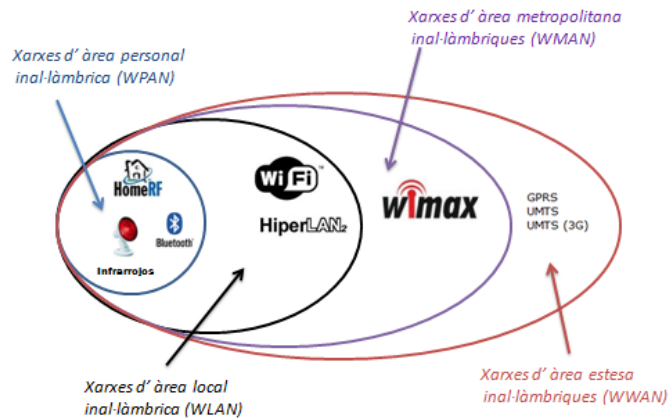 Xarxes d' àrea metropolitana
inal·làmbriques (WMAN)
Xarxes d' àrea personal
inal·làmbrica (WPAN)
HomeRF
Bluetooth
Infrarrojos
WiFi
HiperLAN2
wimax
GPRS
UMTS
UMTS (3G)
Xarxes d' àrea local
inal·làmbrica (WLAN)
Xarxes d' àrea estesa
inal·làmbriques (WWAN)